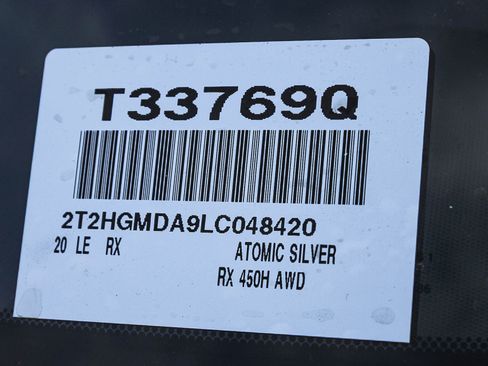 T33769Q
2T2HGMDA9LC048420
20 LE RX ATOMIC SILVER
RX 450H AWD